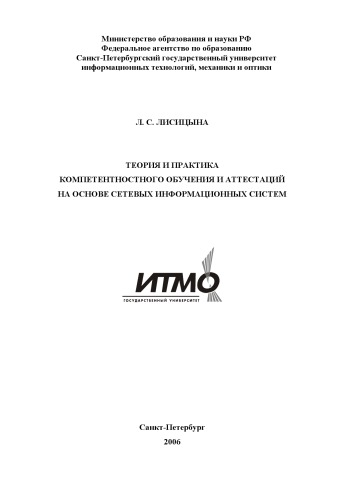 Министерство образования и науки РФ
Федеральное агентство по образованию
Санкт-Петербургский государственный университет
информационных технологий, механики и оптики
Л. С. ЛИСИЦЫНА
ТЕОРИЯ И ПРАКТИКА
КОМПЕТЕНТНОСТНОГО ОБУЧЕНИЯ И АТТЕСТАЦИЙ
НА ОСНОВЕ СЕТЕВЫХ ИНФОРМАЦИОННЫХ СИСТЕМ
ИТМО
ГОСУДАРСТВЕННЫЙ УНИВЕРСИТЕТ
Санкт-Петербург
2006